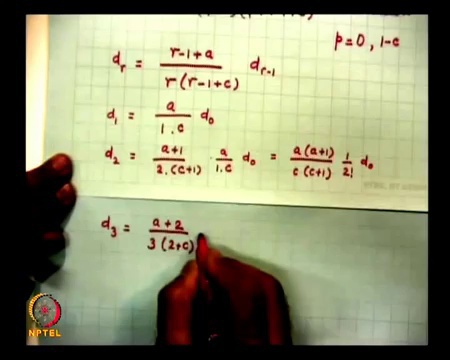 p=0, 1-c
d_r = \frac{r-1+a}{r(r-1+c)} d_{r-1}
d_1 = \frac{a}{1.c} d_0
d_2 = \frac{a+1}{2.(c+1)} \cdot \frac{a}{1.c} d_0 = \frac{a(a+1)}{c(c+1)} \frac{1}{2!} d_0
d_3 = \frac{a+2}{3(2+c)}
NPTEL